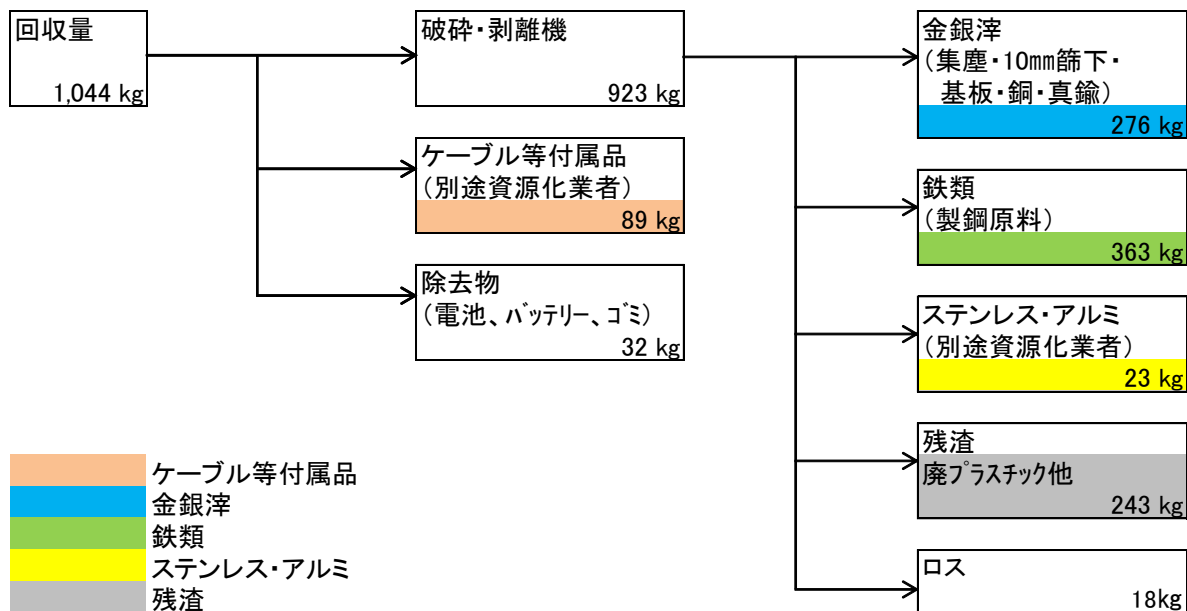 回収量
1,044 kg
破砕・剥離機
923 kg
ケーブル等付属品
(別途資源化業者)
89 kg
除去物
(電池、ﾊﾞｯﾃﾘｰ、ｺﾞﾐ)
32 kg
金銀滓
(集塵・10㎜篩下・
基板・銅・真鍮)
276 kg
鉄類
(製鋼原料)
363 kg
ステンレス・アルミ
(別途資源化業者)
23 kg
残渣
廃ﾌﾟﾗｽﾁｯｸ他
243 kg
ロス
18kg
ケーブル等付属品
金銀滓
鉄類
ステンレス・アルミ
残渣